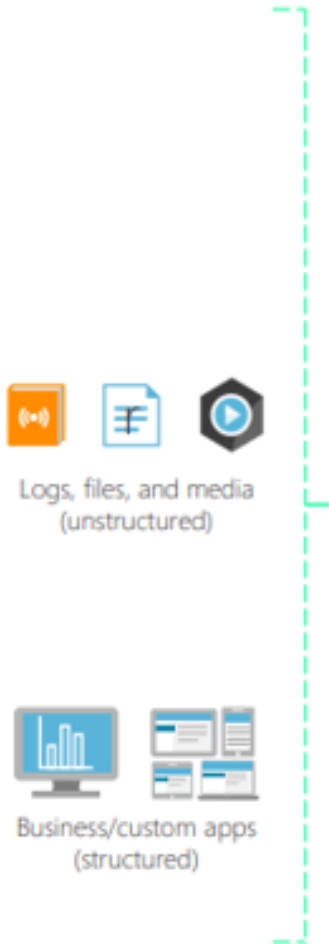 Logs, files, and media
(unstructured)
Business/custom apps
(structured)